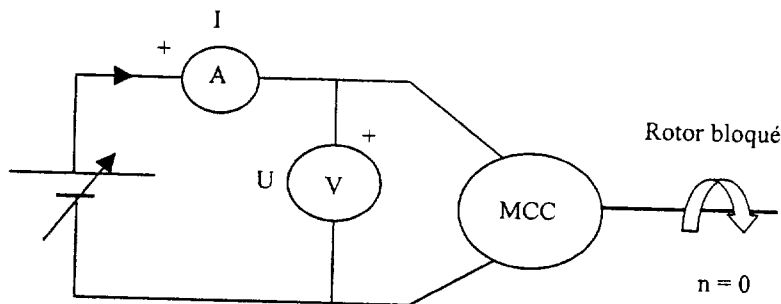 I
+
A
+
Rotor bloqué
U
V
MCC
n = 0